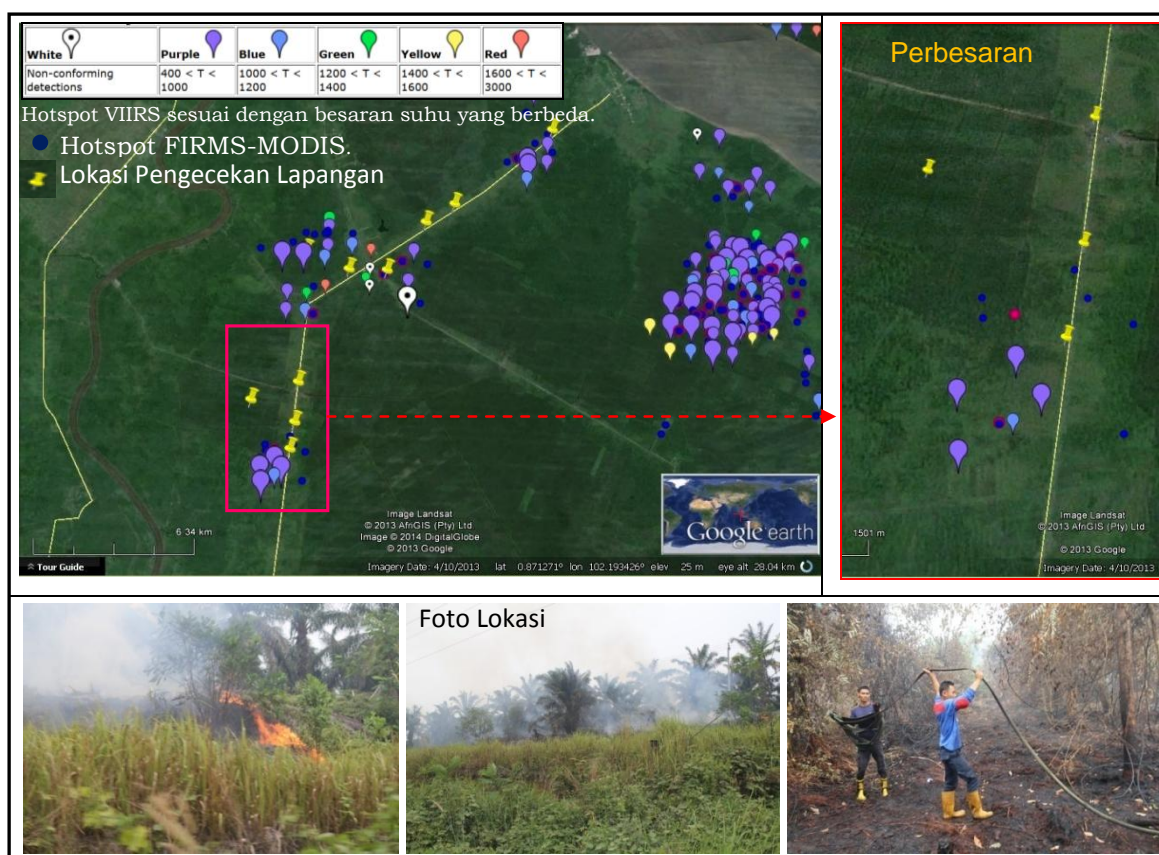 White Purple Blue Green Yellow Red
Non-conforming detections 400 < T < 1000 1000 < T < 1200 1200 < T < 1400 1400 < T < 1600 1600 < T < 3000
Hotspot VIIRS sesuai dengan besaran suhu yang berbeda.
Hotspot FIRMS-MODIS.
Lokasi Pengecekan Lapangan
Image Landsat
© 2013 AfriGIS (Pty) Ltd
Image © 2014 DigitalGlobe
© 2013 Google
6.34 km
Google earth
Tour Guide
Imagery Date: 4/10/2013 lat 0.871271° lon 102.193426° elev 25 m eye alt 28.04 km
Perbesaran
Image Landsat
© 2013 AfriGIS (Pty) Ltd
1501 m
© 2013 Google
Imagery Date: 4/10/2013
Foto Lokasi